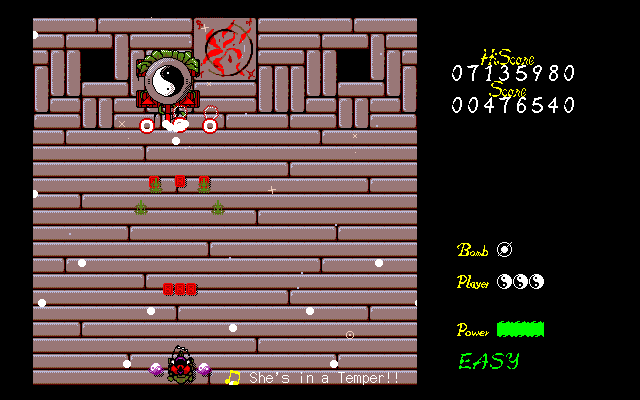 HiScore
07135980
Score
00476540
Bomb
Player
Power
EASY
♫ She's in a Temper!!